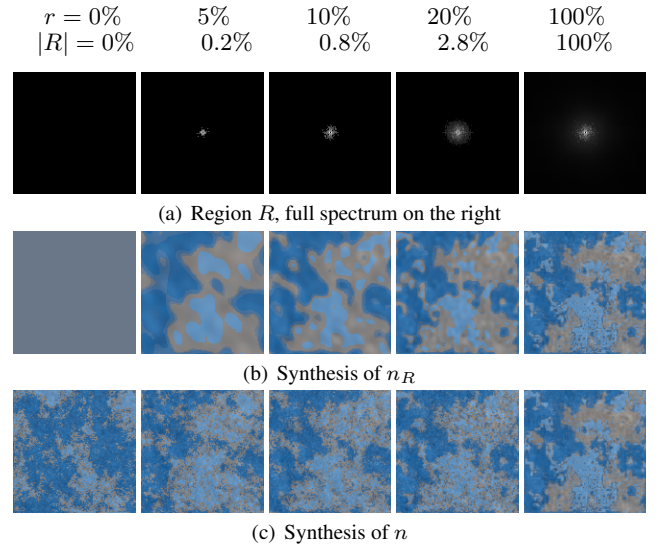 r = 0% 5% 10% 20% 100%
|R| = 0% 0.2% 0.8% 2.8% 100%
(a) Region R, full spectrum on the right
(b) Synthesis of n_R
(c) Synthesis of n